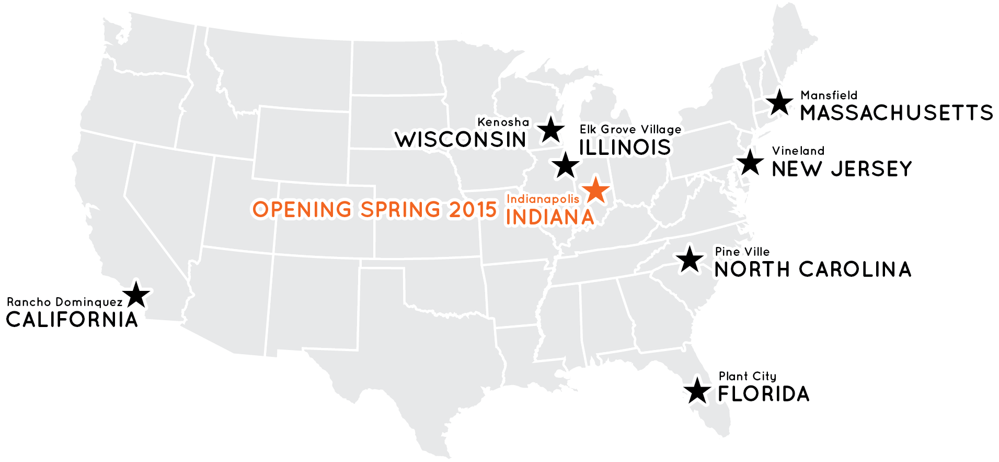 Mansfield
MASSACHUSETTS
Kenosha
WISCONSIN
Elk Grove Village
ILLINOIS
Vineland
NEW JERSEY
OPENING SPRING 2015
Indianapolis
INDIANA
Pine Ville
NORTH CAROLINA
Rancho Dominquez
CALIFORNIA
Plant City
FLORIDA